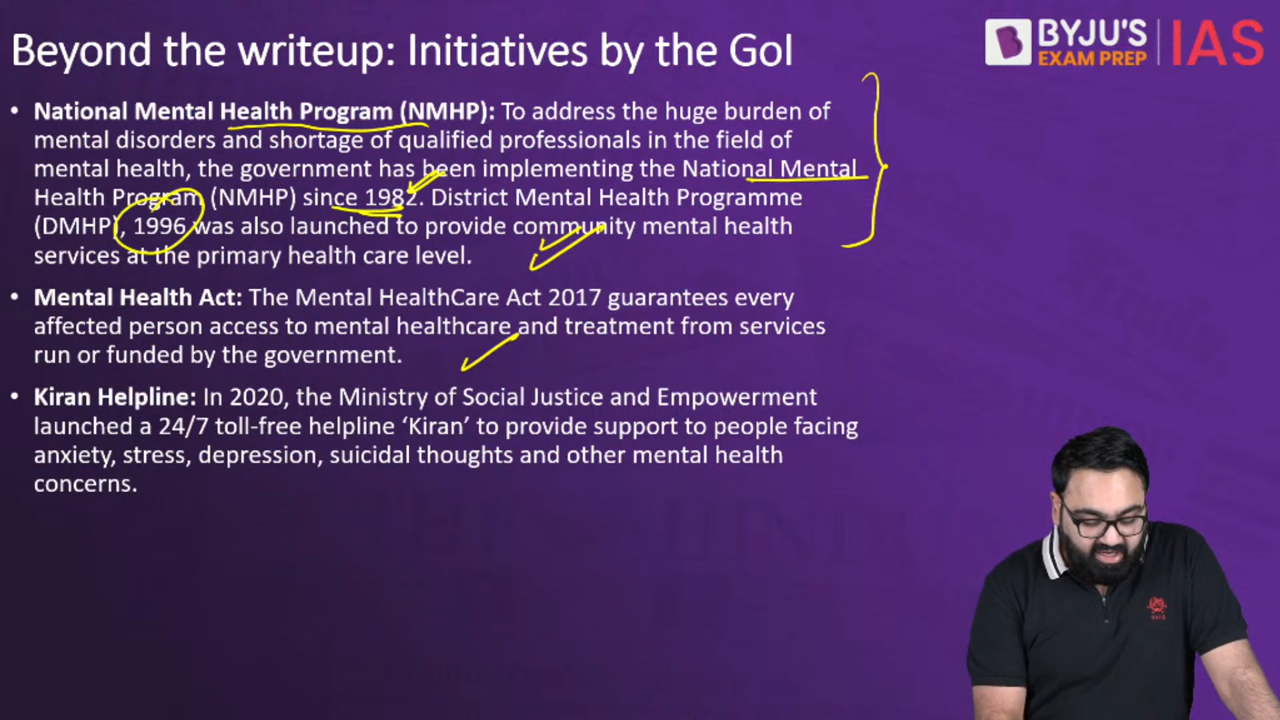 Beyond the writeup: Initiatives by the GoI
BYJU'S
EXAM PREP
IAS
• National Mental Health Program (NMHP): To address the huge burden of
mental disorders and shortage of qualified professionals in the field of
mental health, the government has been implementing the National Mental
Health Program (NMHP) since 1982. District Mental Health Programme
(DMHP), 1996 was also launched to provide community mental health
services at the primary health care level.
• Mental Health Act: The Mental HealthCare Act 2017 guarantees every
affected person access to mental healthcare and treatment from services
run or funded by the government.
• Kiran Helpline: In 2020, the Ministry of Social Justice and Empowerment
launched a 24/7 toll-free helpline ‘Kiran’ to provide support to people facing
anxiety, stress, depression, suicidal thoughts and other mental health
concerns.